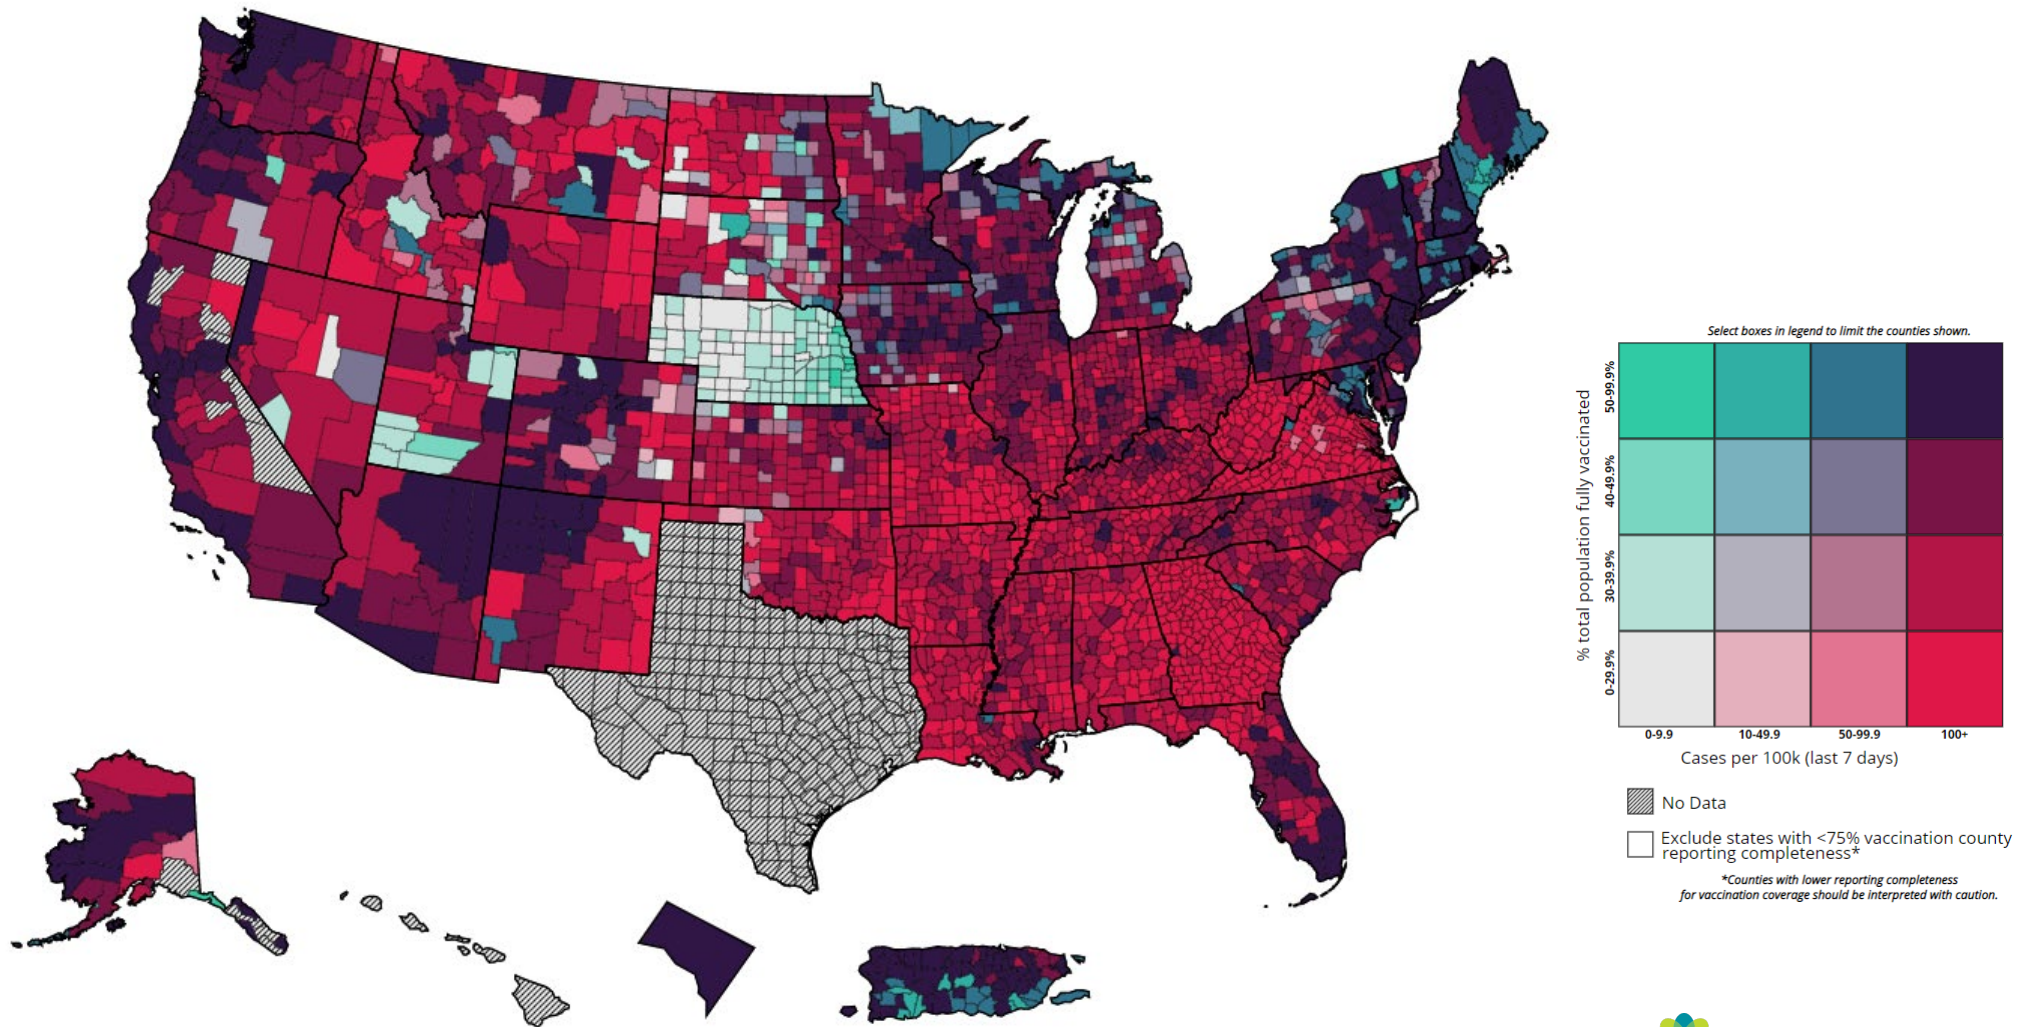 Select boxes in legend to limit the counties shown.
% total population fully vaccinated
50-99.9%
40-49.9%
30-39.9%
0-29.9%
0-9.9
10-49.9
50-99.9
100+
Cases per 100k (last 7 days)
No Data
Exclude states with <75% vaccination county
reporting completeness*
*Counties with lower reporting completeness
for vaccination coverage should be interpreted with caution.